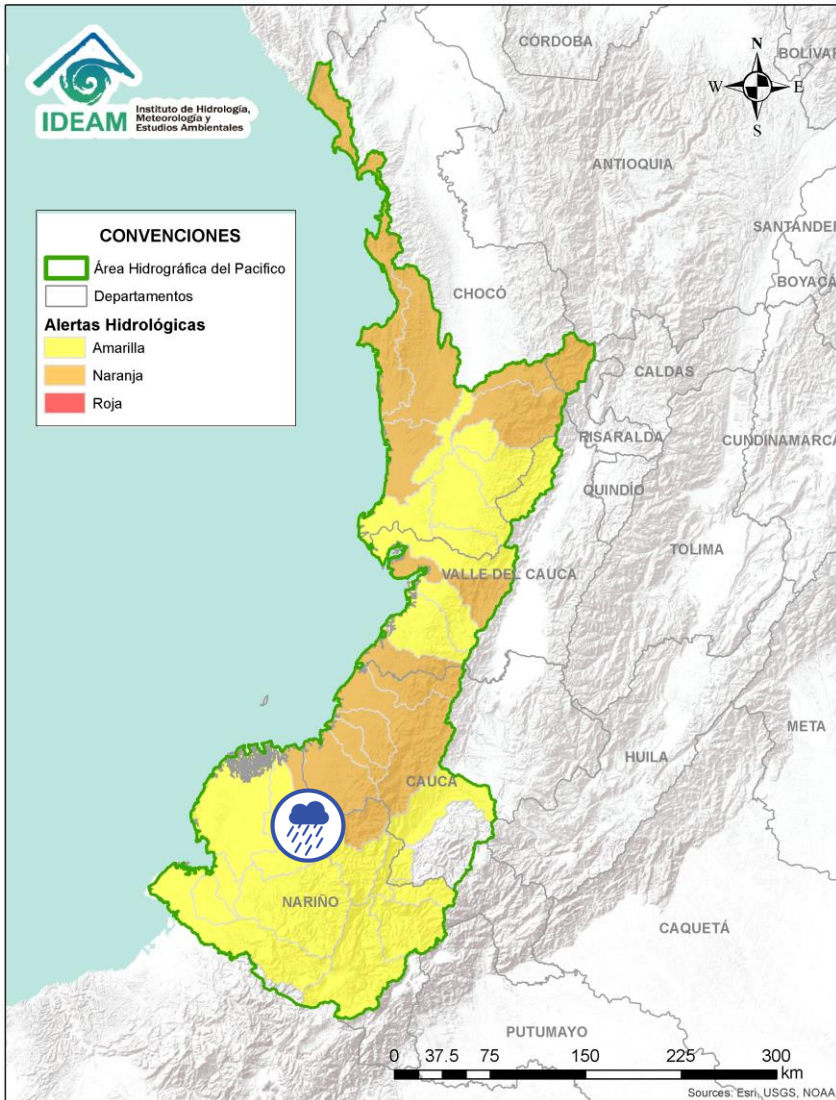 IDEAM
Instituto de Hidrología,
Meteorología y
Estudios Ambientales
CÓRDOBA
BOLÍVAR
N
W
E
S
ANTIOQUIA
CONVENCIONES
Área Hidrográfica del Pacifico
Departamentos
Alertas Hidrológicas
Amarilla
Naranja
Roja
SANTANDER
BOYACÁ
CHOCÓ
CALDAS
RISARALDA
CUNDINAMARCA
QUINDÍO
TOLIMA
VALLE DEL CAUCA
META
HUILA
CAUCA
NARIÑO
CAQUETÁ
PUTUMAYO
0 37.5 75 150 225 300
km
Sources: Esri, USGS, NOAA